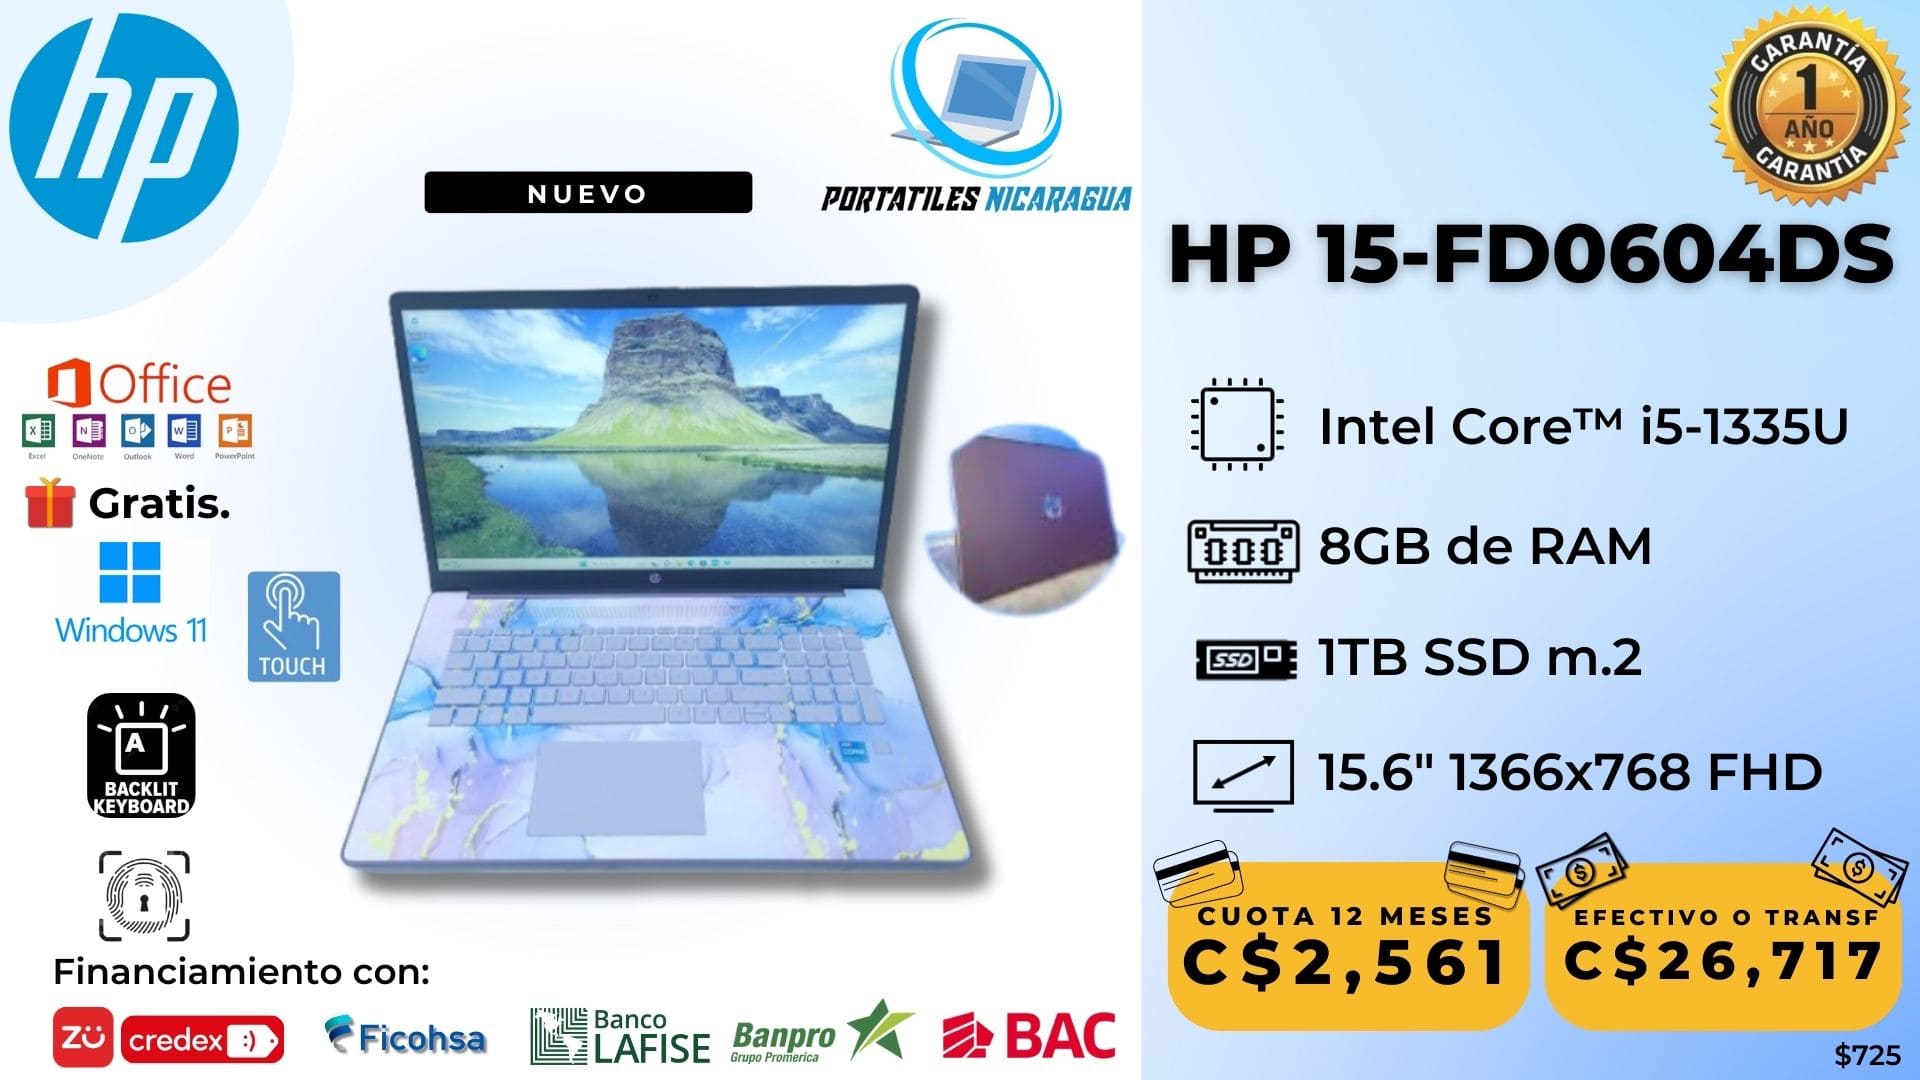 hp
NUEVO
PORTATILES NICARAGUA
GARANTÍA
1
AÑO
GARANTÍA
HP 15-FD0604DS
Office
Excel
OneNote
Outlook
Word
PowerPoint
Gratis.
Windows 11
TOUCH
A
BACKLIT
KEYBOARD
Intel Core™ i5-1335U
8GB de RAM
SSD
1TB SSD m.2
15.6" 1366x768 FHD
CUOTA 12 MESES
C$2,561
EFECTIVO O TRANSF
C$26,717
Financiamiento con:
ZU
credex
Ficohsa
Banco
LAFISE
Banpro
Grupo Promerica
BAC
$725